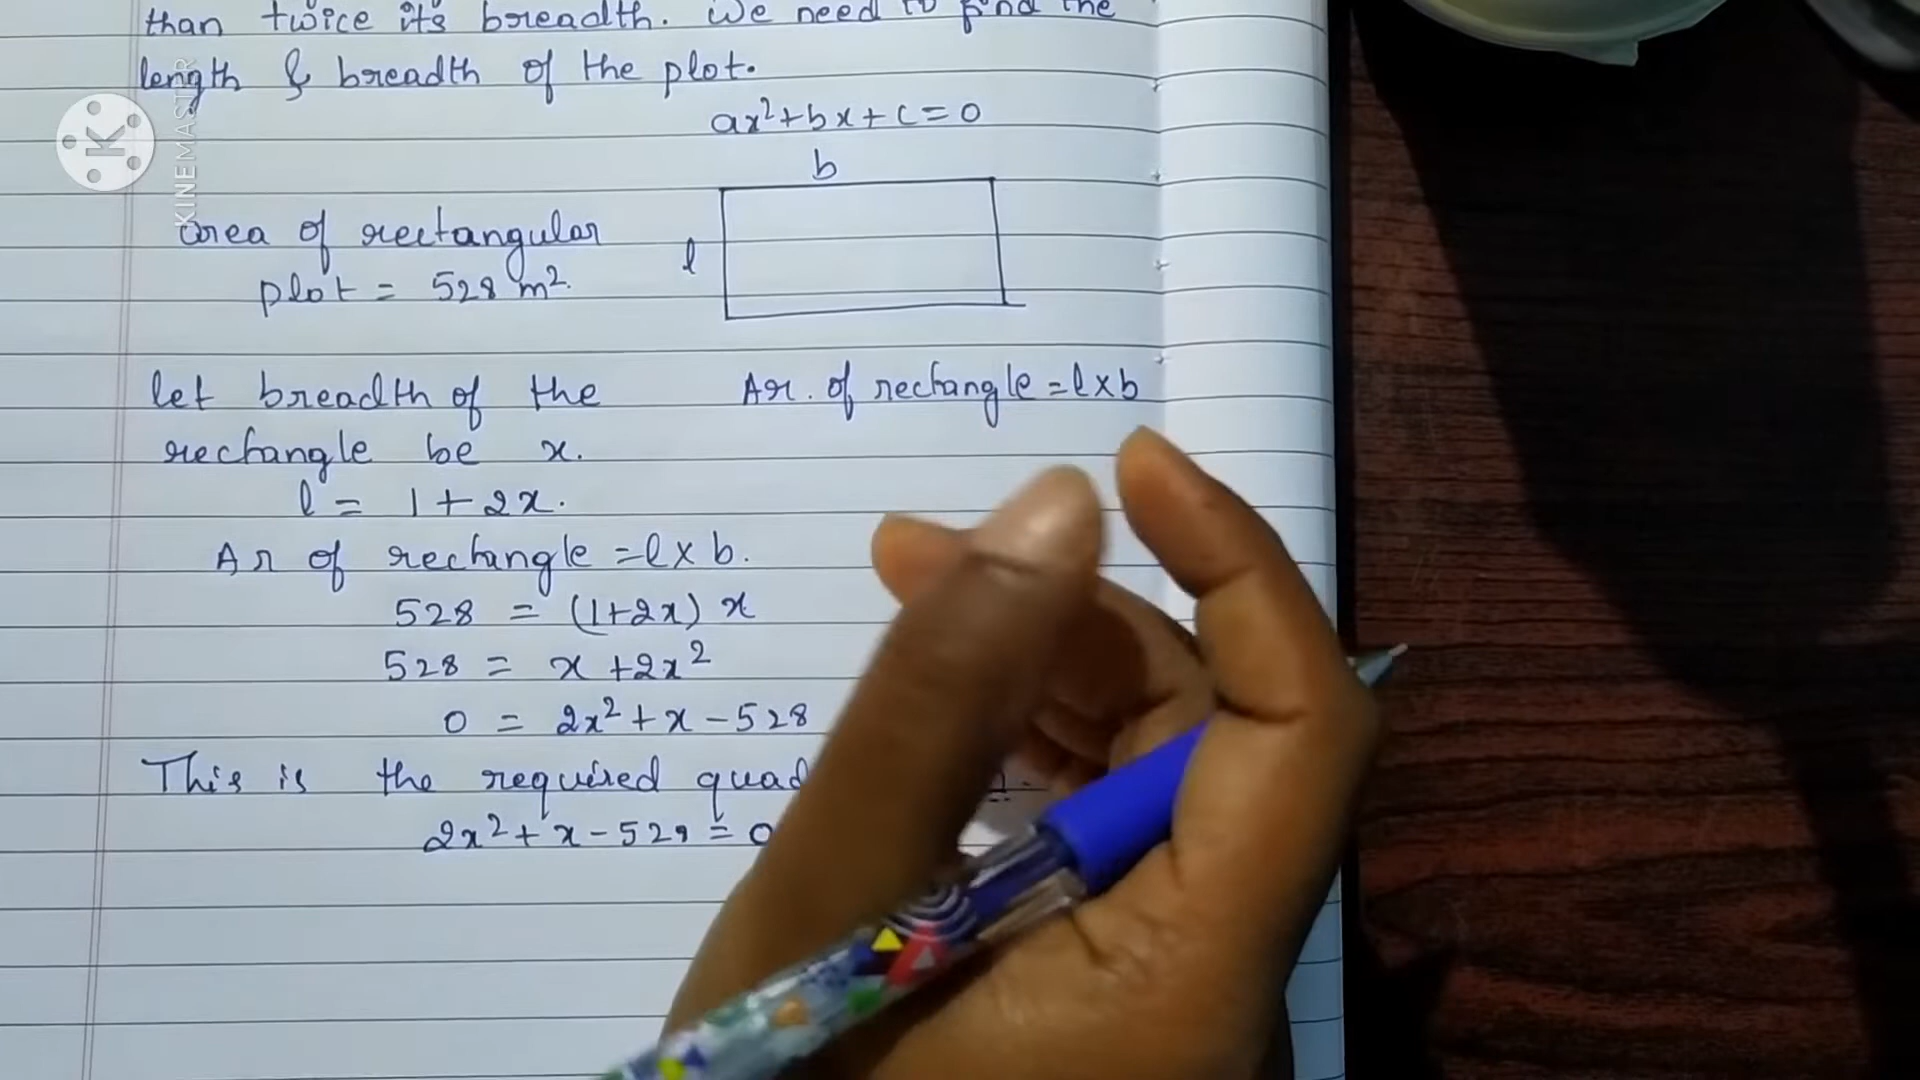 than twice its breadth. We need to find the
length & breadth of the plot.
ax²+bx+c=0
b
area of rectangular
plot = 528 m².
l
let breadth of the
rectangle be x.
l = 1+2x.
Ar. of rectangle = l×b
Ar of rectangle = l×b.
528 = (1+2x) x
528 = x +2x²
0 = 2x²+x-528
This is the required quad
2x²+x-528=0
K
KINEMASTER